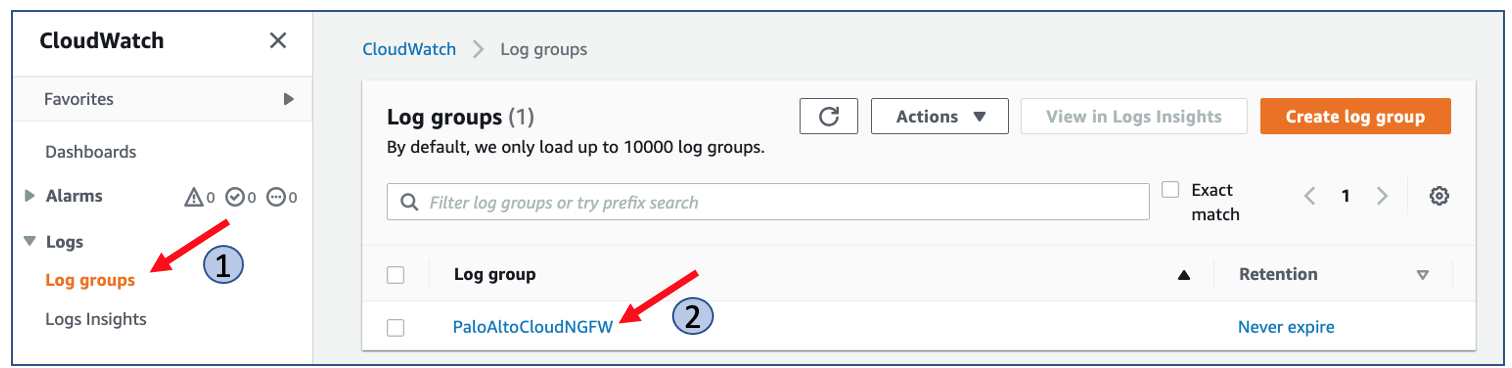 CloudWatch
Favorites
Dashboards
Alarms 0 0 0
Logs
1
Log groups
Logs Insights
CloudWatch Log groups
Log groups (1)
Actions
View in Logs Insights
Create log group
By default, we only load up to 10000 log groups.
Filter log groups or try prefix search
Exact
match
1
Log group
Retention
2
PaloAltoCloudNGFW
Never expire